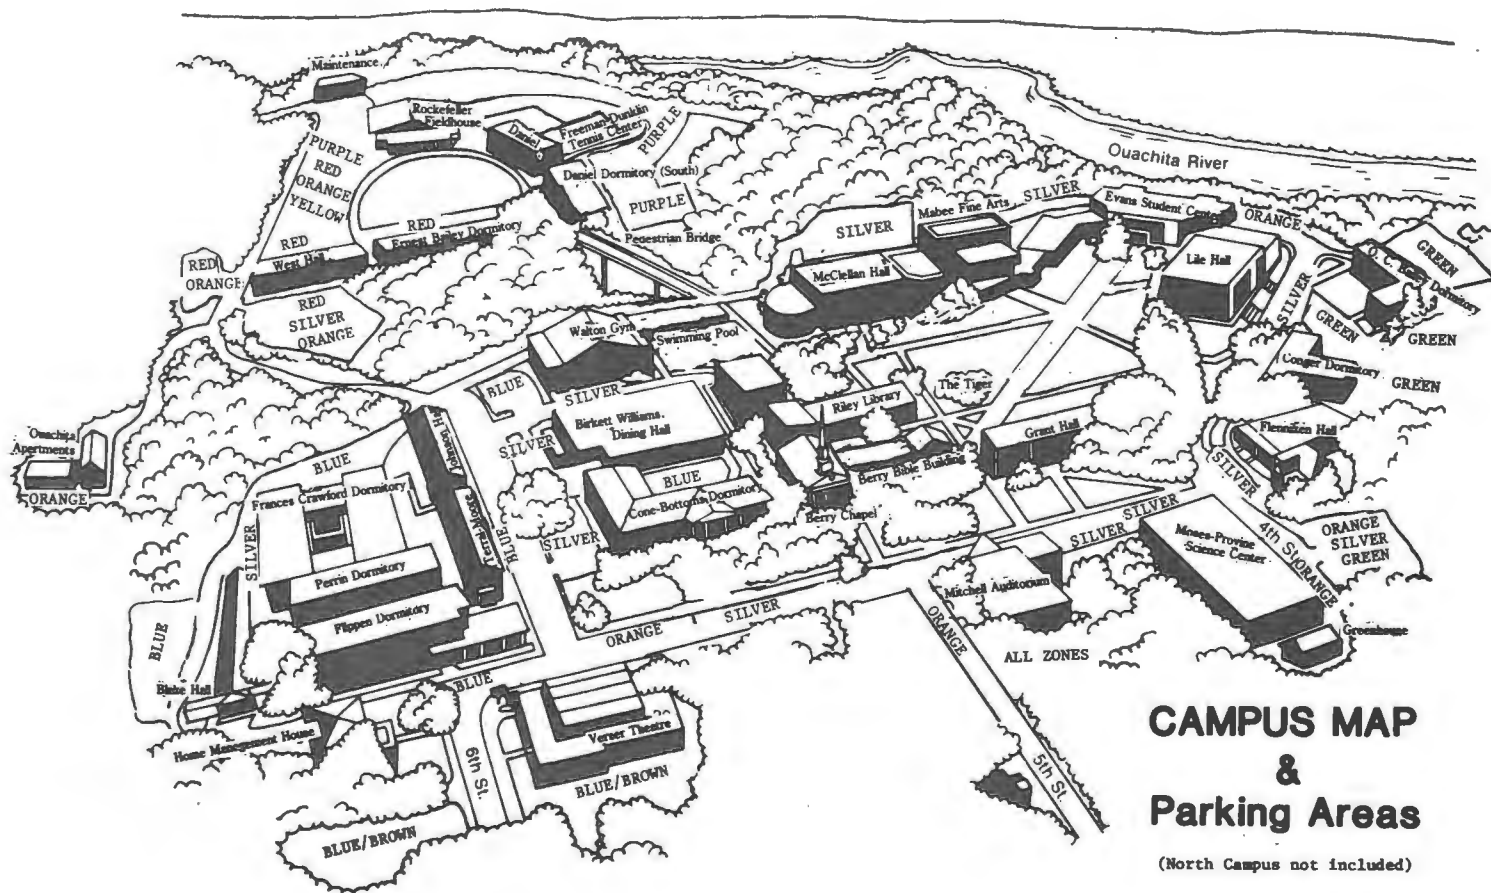 Maintenance
Rockefeller
Fieldhouse
Daniel
Freeman-Dunklin
Tennis Center
PURPLE
PURPLE
RED
ORANGE
YELLOW
Daniel Dormitory (South)
PURPLE
Pedestrian Bridge
RED
Ernest Bailey Dormitory
RED
West Hall
RED
ORANGE
RED
SILVER
ORANGE
Ouachita River
SILVER
Mabee Fine Arts
SILVER
Evans Student Center
ORANGE
McClellan Hall
Lile Hall
SILVER
O. C. Bailey Dormitory
GREEN
GREEN
GREEN
Conger Dormitory
GREEN
Walton Gym
Swimming Pool
BLUE
SILVER
Birkett Williams
Dining Hall
SILVER
Riley Library
The Tiger
Grant Hall
Flenniken Hall
SILVER
Berry Bible Building
Berry Chapel
BLUE
Cone-Bottoms Dormitory
SILVER
Ouachita
Apartments
ORANGE
BLUE
Johnson Hall
Frances Crawford Dormitory
Terral-Moore
BLUE
SILVER
Perrin Dormitory
Flippen Dormitory
BLUE
Blake Hall
Home Management House
BLUE
6th St.
Verser Theatre
BLUE/BROWN
BLUE/BROWN
ORANGE
SILVER
SILVER
SILVER
Mitchell Auditorium
Moses-Provine
Science Center
4th St.
ORANGE
ORANGE
SILVER
GREEN
Greenhouse
ORANGE
ALL ZONES
5th St.
CAMPUS MAP
&
Parking Areas
(North Campus not included)